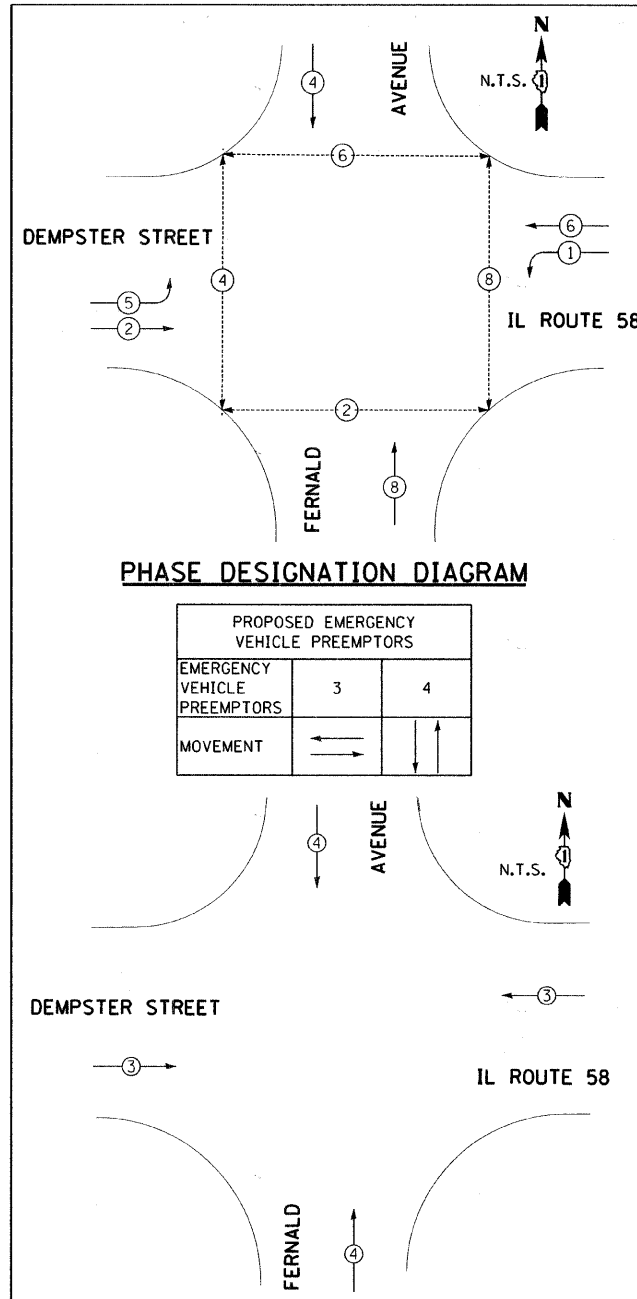 N
4
AVENUE
N.T.S.
6
DEMPSTER STREET
6
4
8
1
5
IL ROUTE 58
2
2
FERNALD
8
PHASE DESIGNATION DIAGRAM
PROPOSED EMERGENCY
VEHICLE PREEMPTORS
EMERGENCY
VEHICLE
PREEMPTORS
3
4
MOVEMENT
N
4
AVENUE
N.T.S.
DEMPSTER STREET
3
3
IL ROUTE 58
FERNALD
4